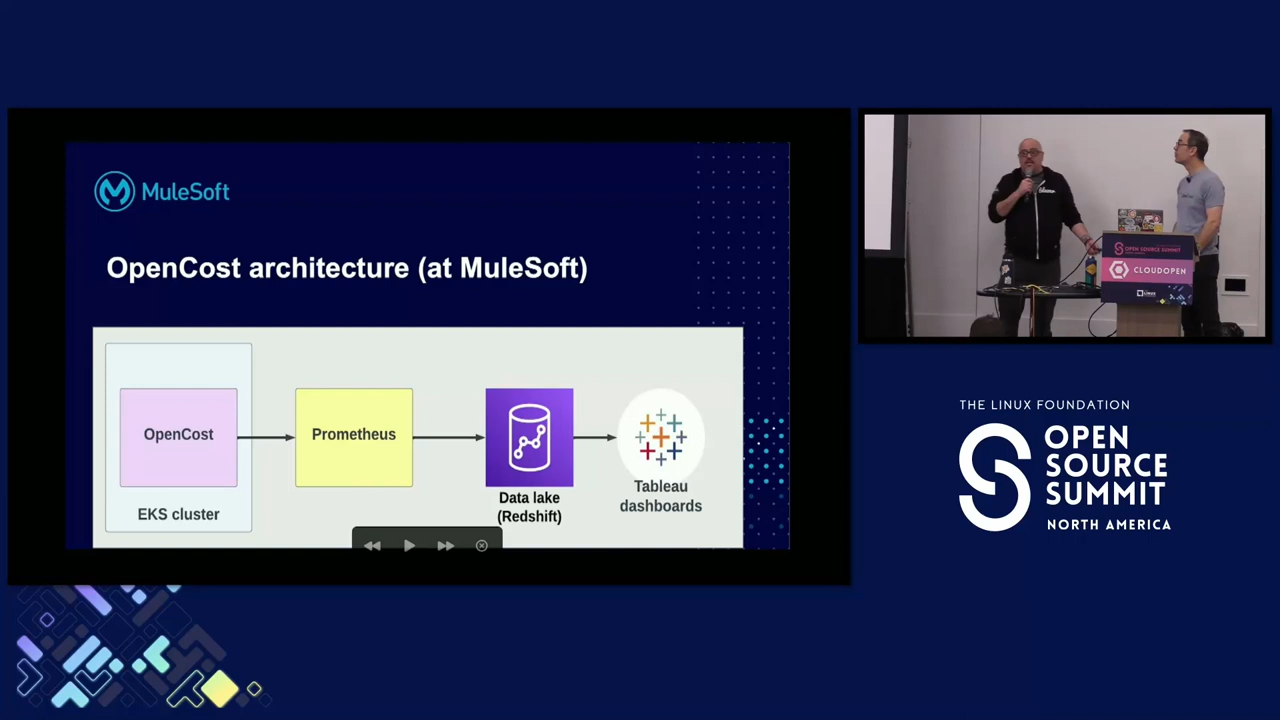 MuleSoft
OpenCost architecture (at MuleSoft)
OpenCost
EKS cluster
Prometheus
Data lake
(Redshift)
Tableau
dashboards
OPEN SOURCE SUMMIT
CLOUDOPEN
THE LINUX FOUNDATION
OPEN
SOURCE
SUMMIT
NORTH AMERICA